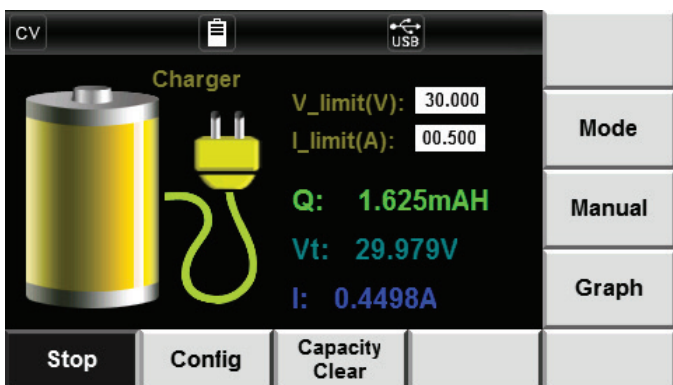 CV
USB
Charger
V_limit(V): 30.000
I_limit(A): 00.500
Q: 1.625mAH
Vt: 29.979V
I: 0.4498A
Mode
Manual
Graph
Stop
Config
Capacity
Clear